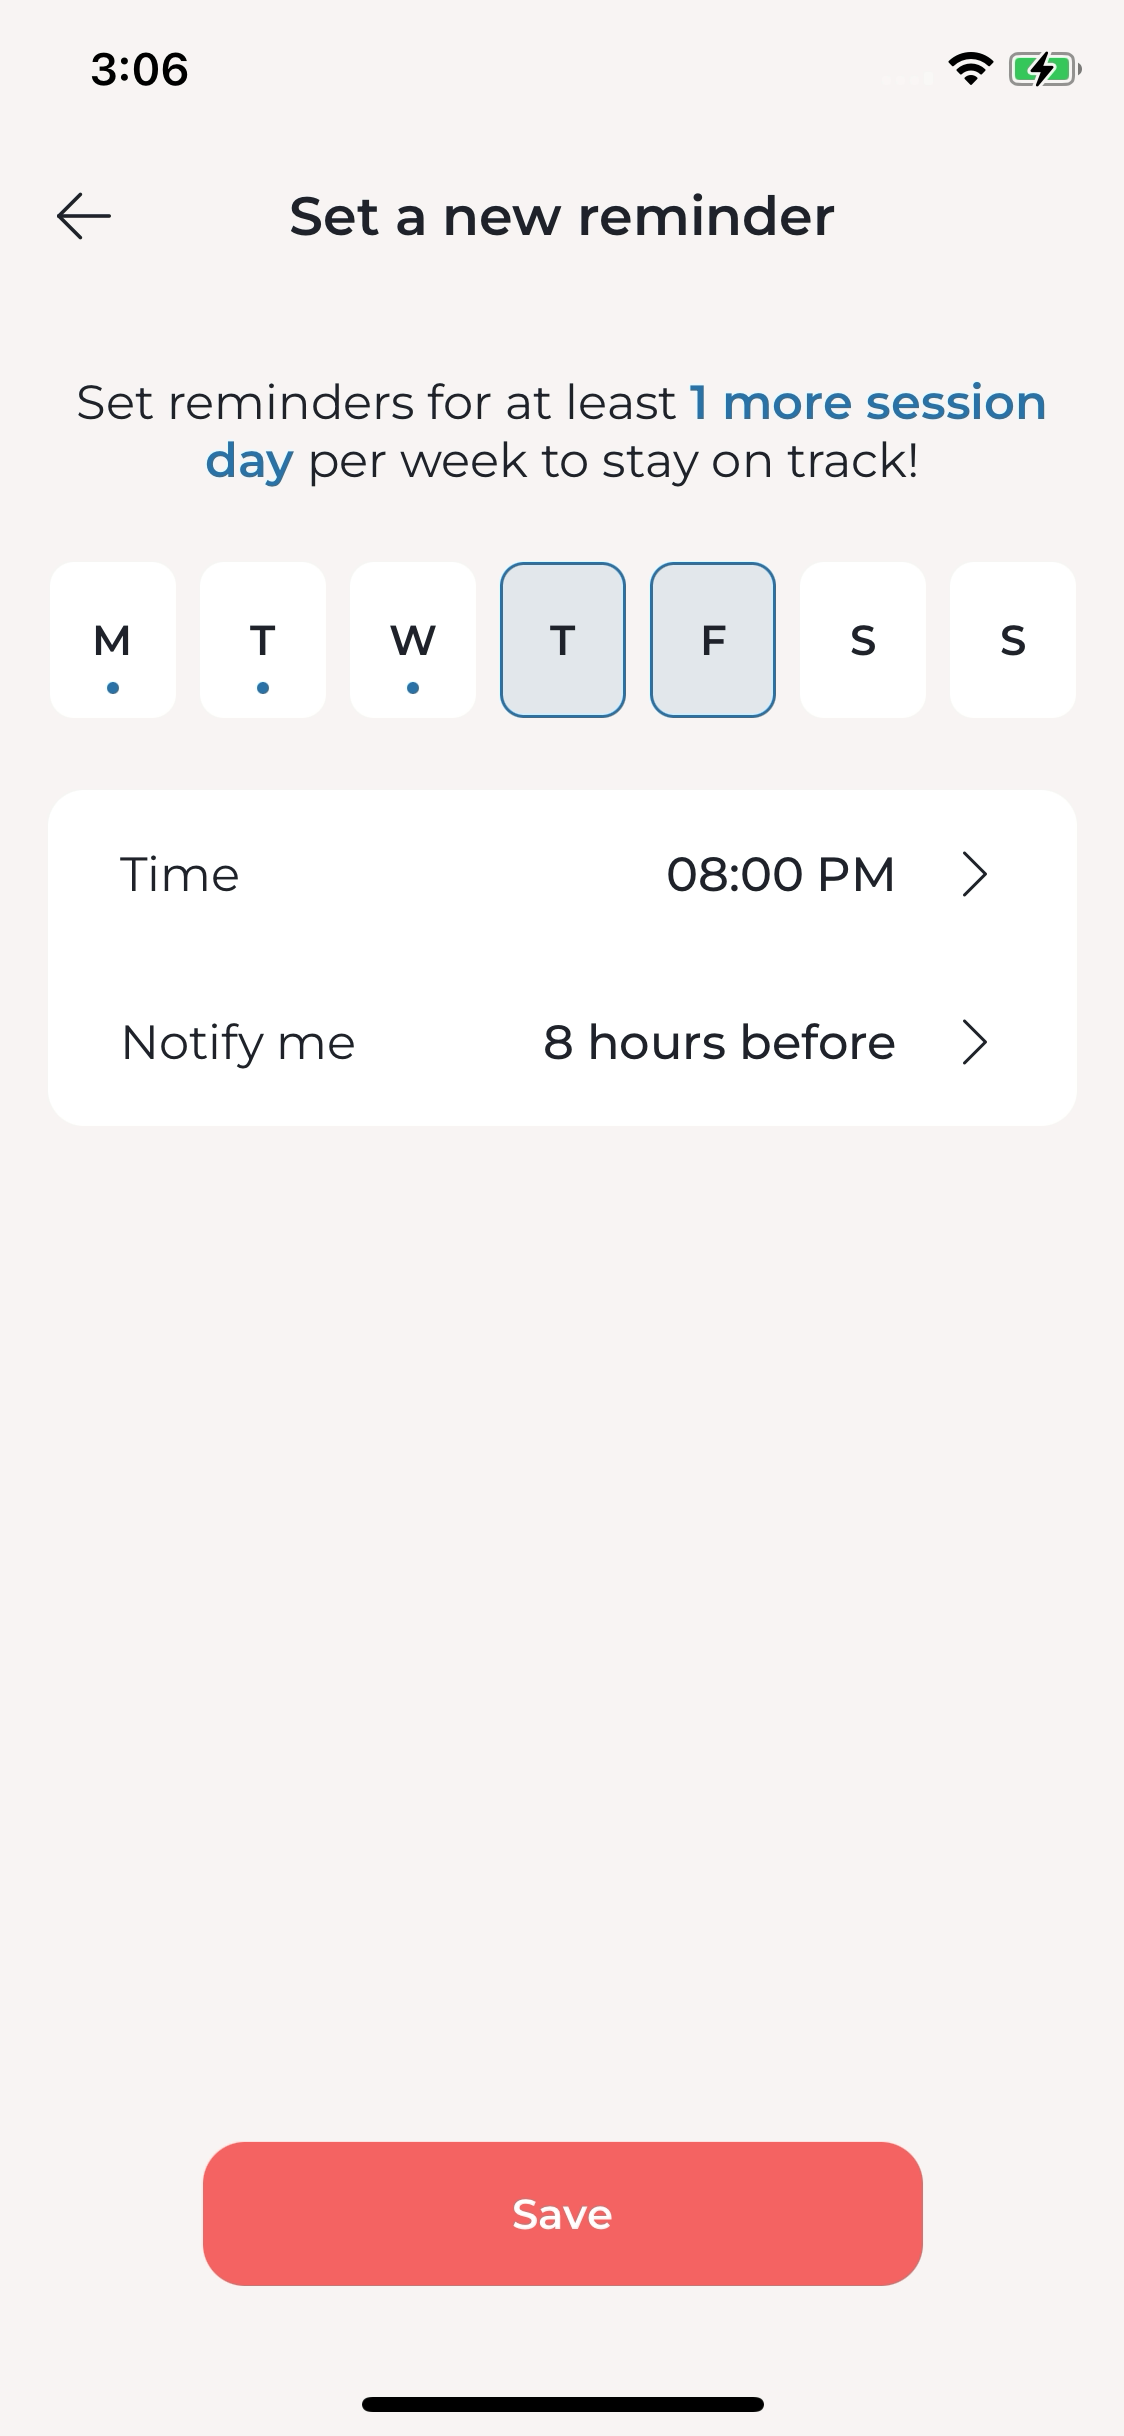 3:06
Set a new reminder
Set reminders for at least 1 more session
day per week to stay on track!
M T W T F S S
Time 08:00 PM
Notify me 8 hours before
Save